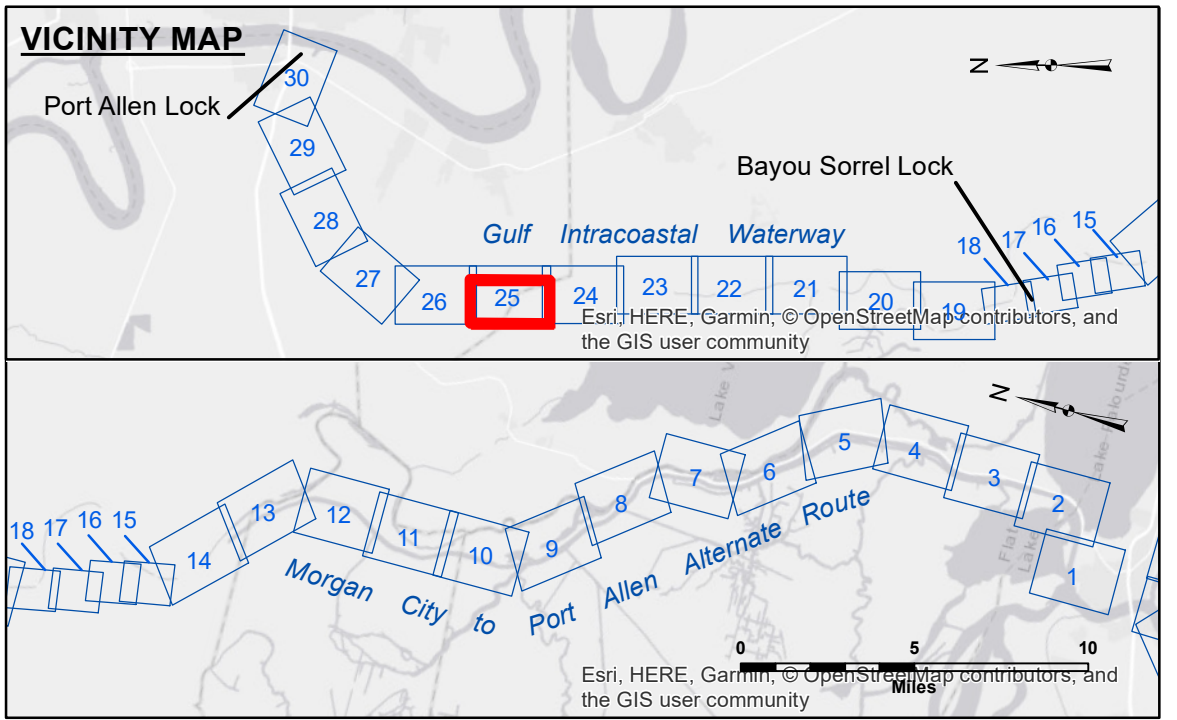 VICINITY MAP
Port Allen Lock
30
29
28
27
26
25
24
23
22
21
20
19
18
17
16
15
N
Bayou Sorrel Lock
Gulf Intracoastal Waterway
Esri, HERE, Garmin, © OpenStreetMap contributors, and
the GIS user community
N
Lake V
Flat
Lake
18
17
16
15
14
13
12
11
10
9
8
7
6
5
4
3
2
1
Morgan City to Port Allen Alternate Route
0 5 10
Miles
Esri, HERE, Garmin, © OpenStreetMap contributors, and
the GIS user community